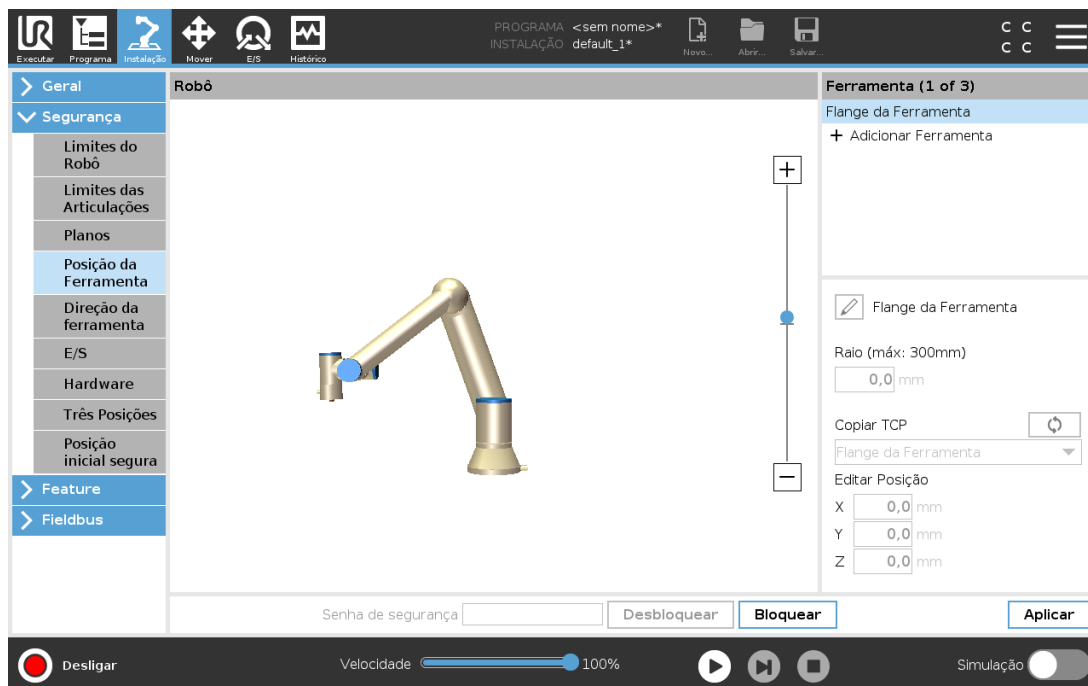 UR
PROGRAMA <sem nome>*
INSTALAÇÃO default_1*
Executar Programa Instalação Mover E/S Histórico
Novo... Abrir... Salvar...
C C
C C
Geral
Segurança
Limites do
Robô
Limites das
Articulações
Planos
Posição da
Ferramenta
Direção da
ferramenta
E/S
Hardware
Três Posições
Posição
inicial segura
Feature
Fieldbus
Robô
+
−
Ferramenta (1 of 3)
Flange da Ferramenta
+ Adicionar Ferramenta
Flange da Ferramenta
Raio (máx: 300mm)
0,0 mm
Copiar TCP
Flange da Ferramenta
Editar Posição
X 0,0 mm
Y 0,0 mm
Z 0,0 mm
Senha de segurança Desbloquear Bloquear Aplicar
Desligar Velocidade 100% Simulação